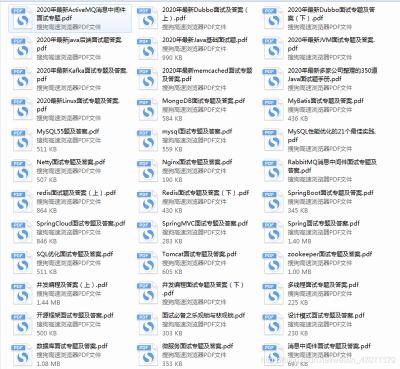 2020年最新ActiveMQ消息中间件
面试专题.pdf
搜狗高速浏览器PDF文件
2020年最新Dubbo面试及答案（
上）.pdf
搜狗高速浏览器PDF文件
2020年最新Dubbo面试专题及答
案（下）.pdf
搜狗高速浏览器PDF文件
2020年最新java后端面试题答案.
pdf
搜狗高速浏览器PDF文件
2020年最新Java基础面试题.pdf
搜狗高速浏览器PDF文件
990 KB
2020年最新JVM面试专题及答案.
pdf
搜狗高速浏览器PDF文件
2020年最新Kafka面试专题及答
案.pdf
搜狗高速浏览器PDF文件
2020年最新memcached面试专
题及答案.pdf
搜狗高速浏览器PDF文件
2020年最新多家公司整理的350道
Java面试题手册.pdf
搜狗高速浏览器PDF文件
2020最新Linux面试专题及答案.
pdf
搜狗高速浏览器PDF文件
MongoDB面试专题及答案.pdf
搜狗高速浏览器PDF文件
584 KB
MyBatis面试专题及答案.pdf
搜狗高速浏览器PDF文件
436 KB
MySQL55题及答案.pdf
搜狗高速浏览器PDF文件
511 KB
mysql面试专题及答案.pdf
搜狗高速浏览器PDF文件
559 KB
MySQL性能优化的21个最佳实践.
pdf
搜狗高速浏览器PDF文件
Netty面试专题及答案.pdf
搜狗高速浏览器PDF文件
507 KB
Nginx面试专题及答案.pdf
搜狗高速浏览器PDF文件
190 KB
RabbitMQ消息中间件面试专题及
答案.pdf
搜狗高速浏览器PDF文件
redis面试题及答案（上）.pdf
搜狗高速浏览器PDF文件
864 KB
Redis面试专题及答案（下）.pdf
搜狗高速浏览器PDF文件
430 KB
SpringBoot面试专题及答案.pdf
搜狗高速浏览器PDF文件
345 KB
SpringCloud面试专题及答案.pdf
搜狗高速浏览器PDF文件
846 KB
SpringMVC面试专题及答案.pdf
搜狗高速浏览器PDF文件
283 KB
Spring面试专题及答案.pdf
搜狗高速浏览器PDF文件
1.40 MB
SQL优化面试专题及答案.pdf
搜狗高速浏览器PDF文件
511 KB
Tomcat面试专题及答案.pdf
搜狗高速浏览器PDF文件
605 KB
zookeeper面试专题及答案.pdf
搜狗高速浏览器PDF文件
1.00 MB
并发编程及答案（上）.pdf
搜狗高速浏览器PDF文件
1.44 MB
并发编程面试专题及答案（下）
.pdf
搜狗高速浏览器PDF文件
多线程面试专题及答案.pdf
搜狗高速浏览器PDF文件
225 KB
开源框架面试专题及答案.pdf
搜狗高速浏览器PDF文件
500 KB
面试必备之乐观锁与悲观锁.pdf
搜狗高速浏览器PDF文件
设计模式面试专题及答案.pdf
搜狗高速浏览器PDF文件
230 KB
数据库面试专题及答案.pdf
搜狗高速浏览器PDF文件
1.08 MB
微服务面试专题及答案.pdf
搜狗高速浏览器PDF文件
353 KB
消息中间件面试专题及答案.pdf
搜狗高速浏览器PDF文件